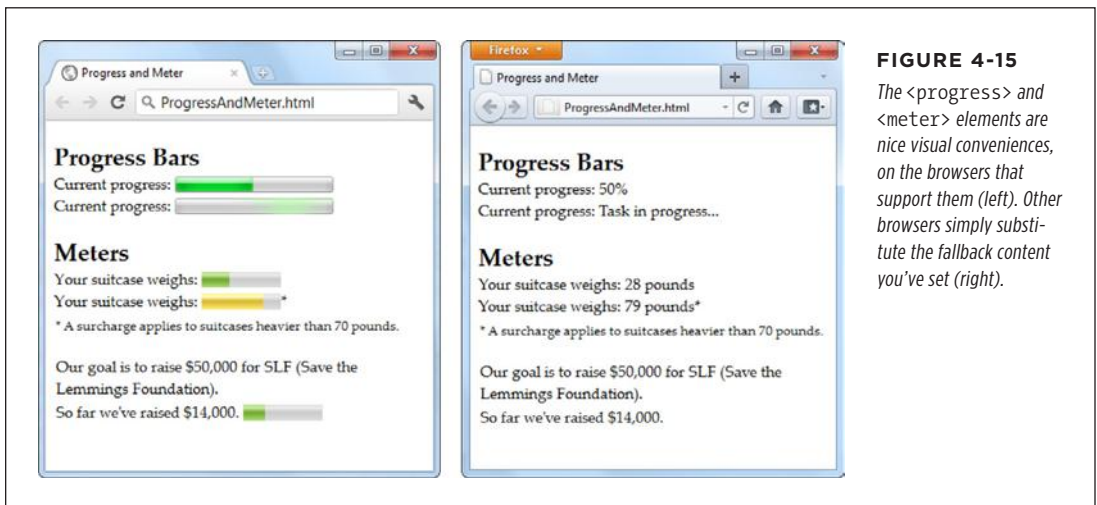 Progress and Meter
ProgressAndMeter.html
Progress Bars
Current progress:
Current progress:
Meters
Your suitcase weighs:
Your suitcase weighs: *
* A surcharge applies to suitcases heavier than 70 pounds.
Our goal is to raise $50,000 for SLF (Save the
Lemmings Foundation).
So far we've raised $14,000.
Firefox
Progress and Meter
ProgressAndMeter.html
Progress Bars
Current progress: 50%
Current progress: Task in progress...
Meters
Your suitcase weighs: 28 pounds
Your suitcase weighs: 79 pounds*
* A surcharge applies to suitcases heavier than 70 pounds.
Our goal is to raise $50,000 for SLF (Save the
Lemmings Foundation).
So far we've raised $14,000.
FIGURE 4-15
The <progress> and
<meter> elements are
nice visual conveniences,
on the browsers that
support them (left). Other
browsers simply substi-
tute the fallback content
you've set (right).